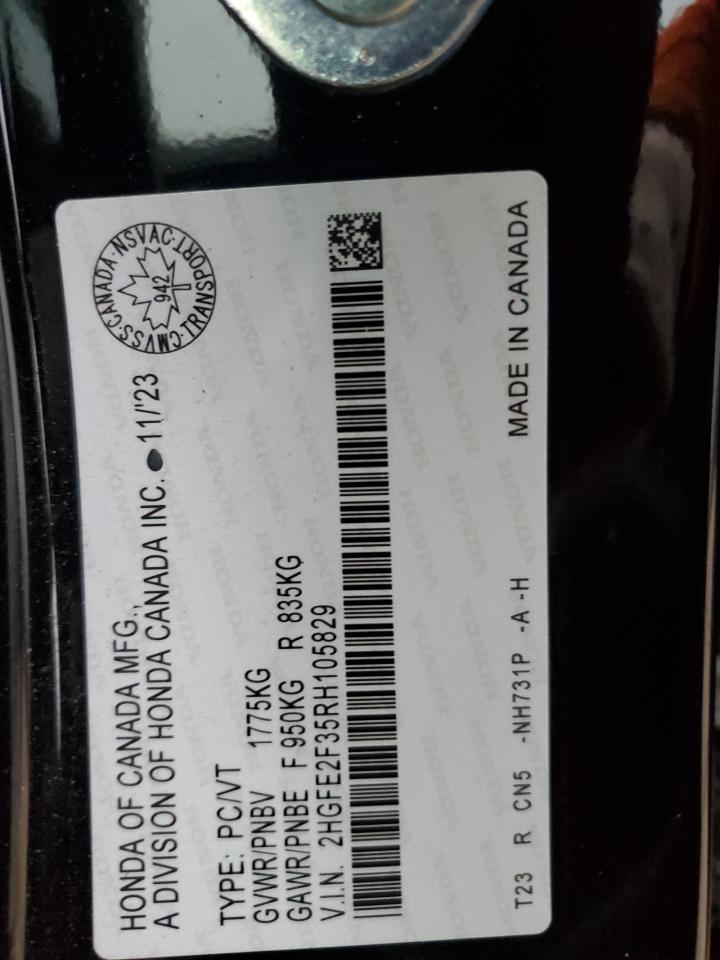 HONDA OF CANADA MFG.,
A DIVISION OF HONDA CANADA INC. ● 11/'23
CMVSS·CANADA·NSVAC·TRANSPORT·
942
TYPE: PC/VT
GVWR/PNBV 1775KG
GAWR/PNBE F 950KG R 835KG
V.I.N. 2HGFE2F35RH105829
T23 R CN5 -NH731P -A -H MADE IN CANADA